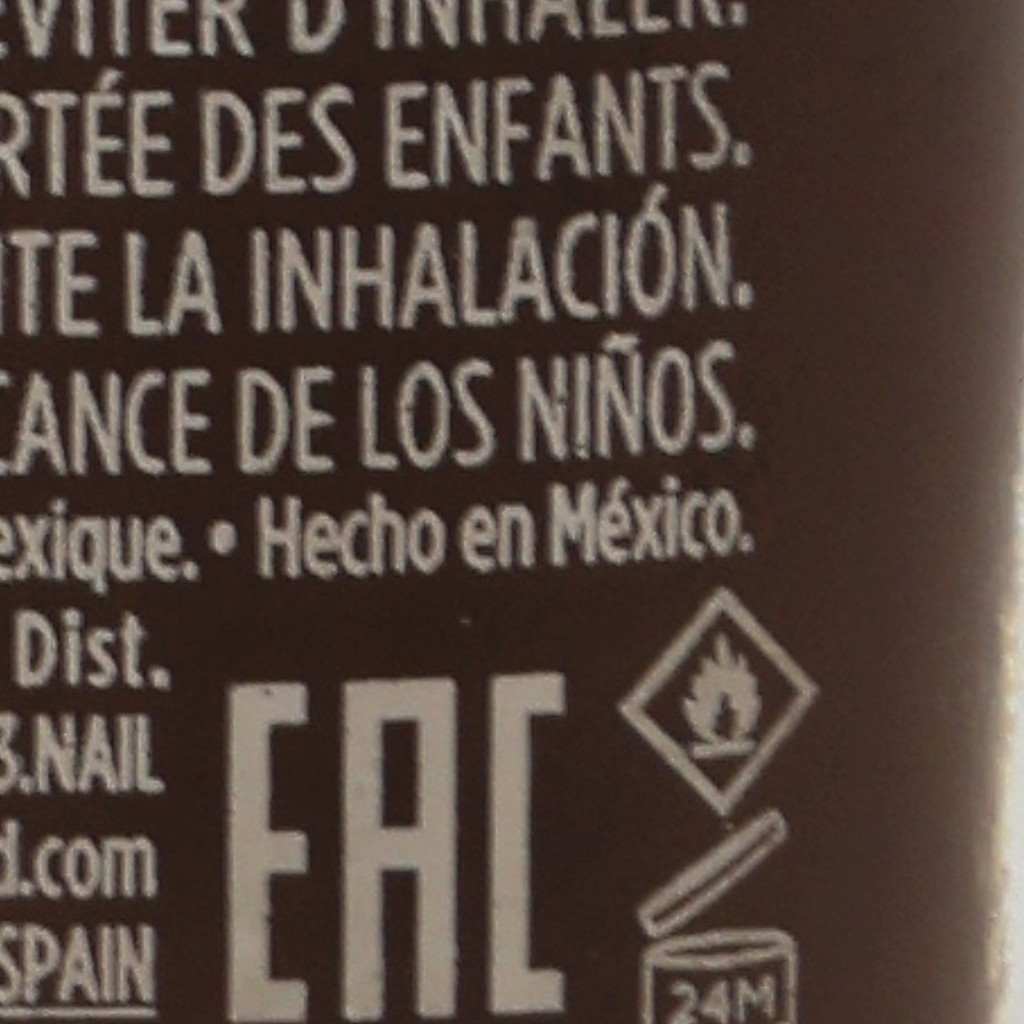 ÉVITER D'INHALER.
RTÉE DES ENFANTS.
ITE LA INHALACIÓN.
CANCE DE LOS NIÑOS.
exique. • Hecho en México.
Dist.
3.NAIL
d.com
SPAIN
EAC
24M